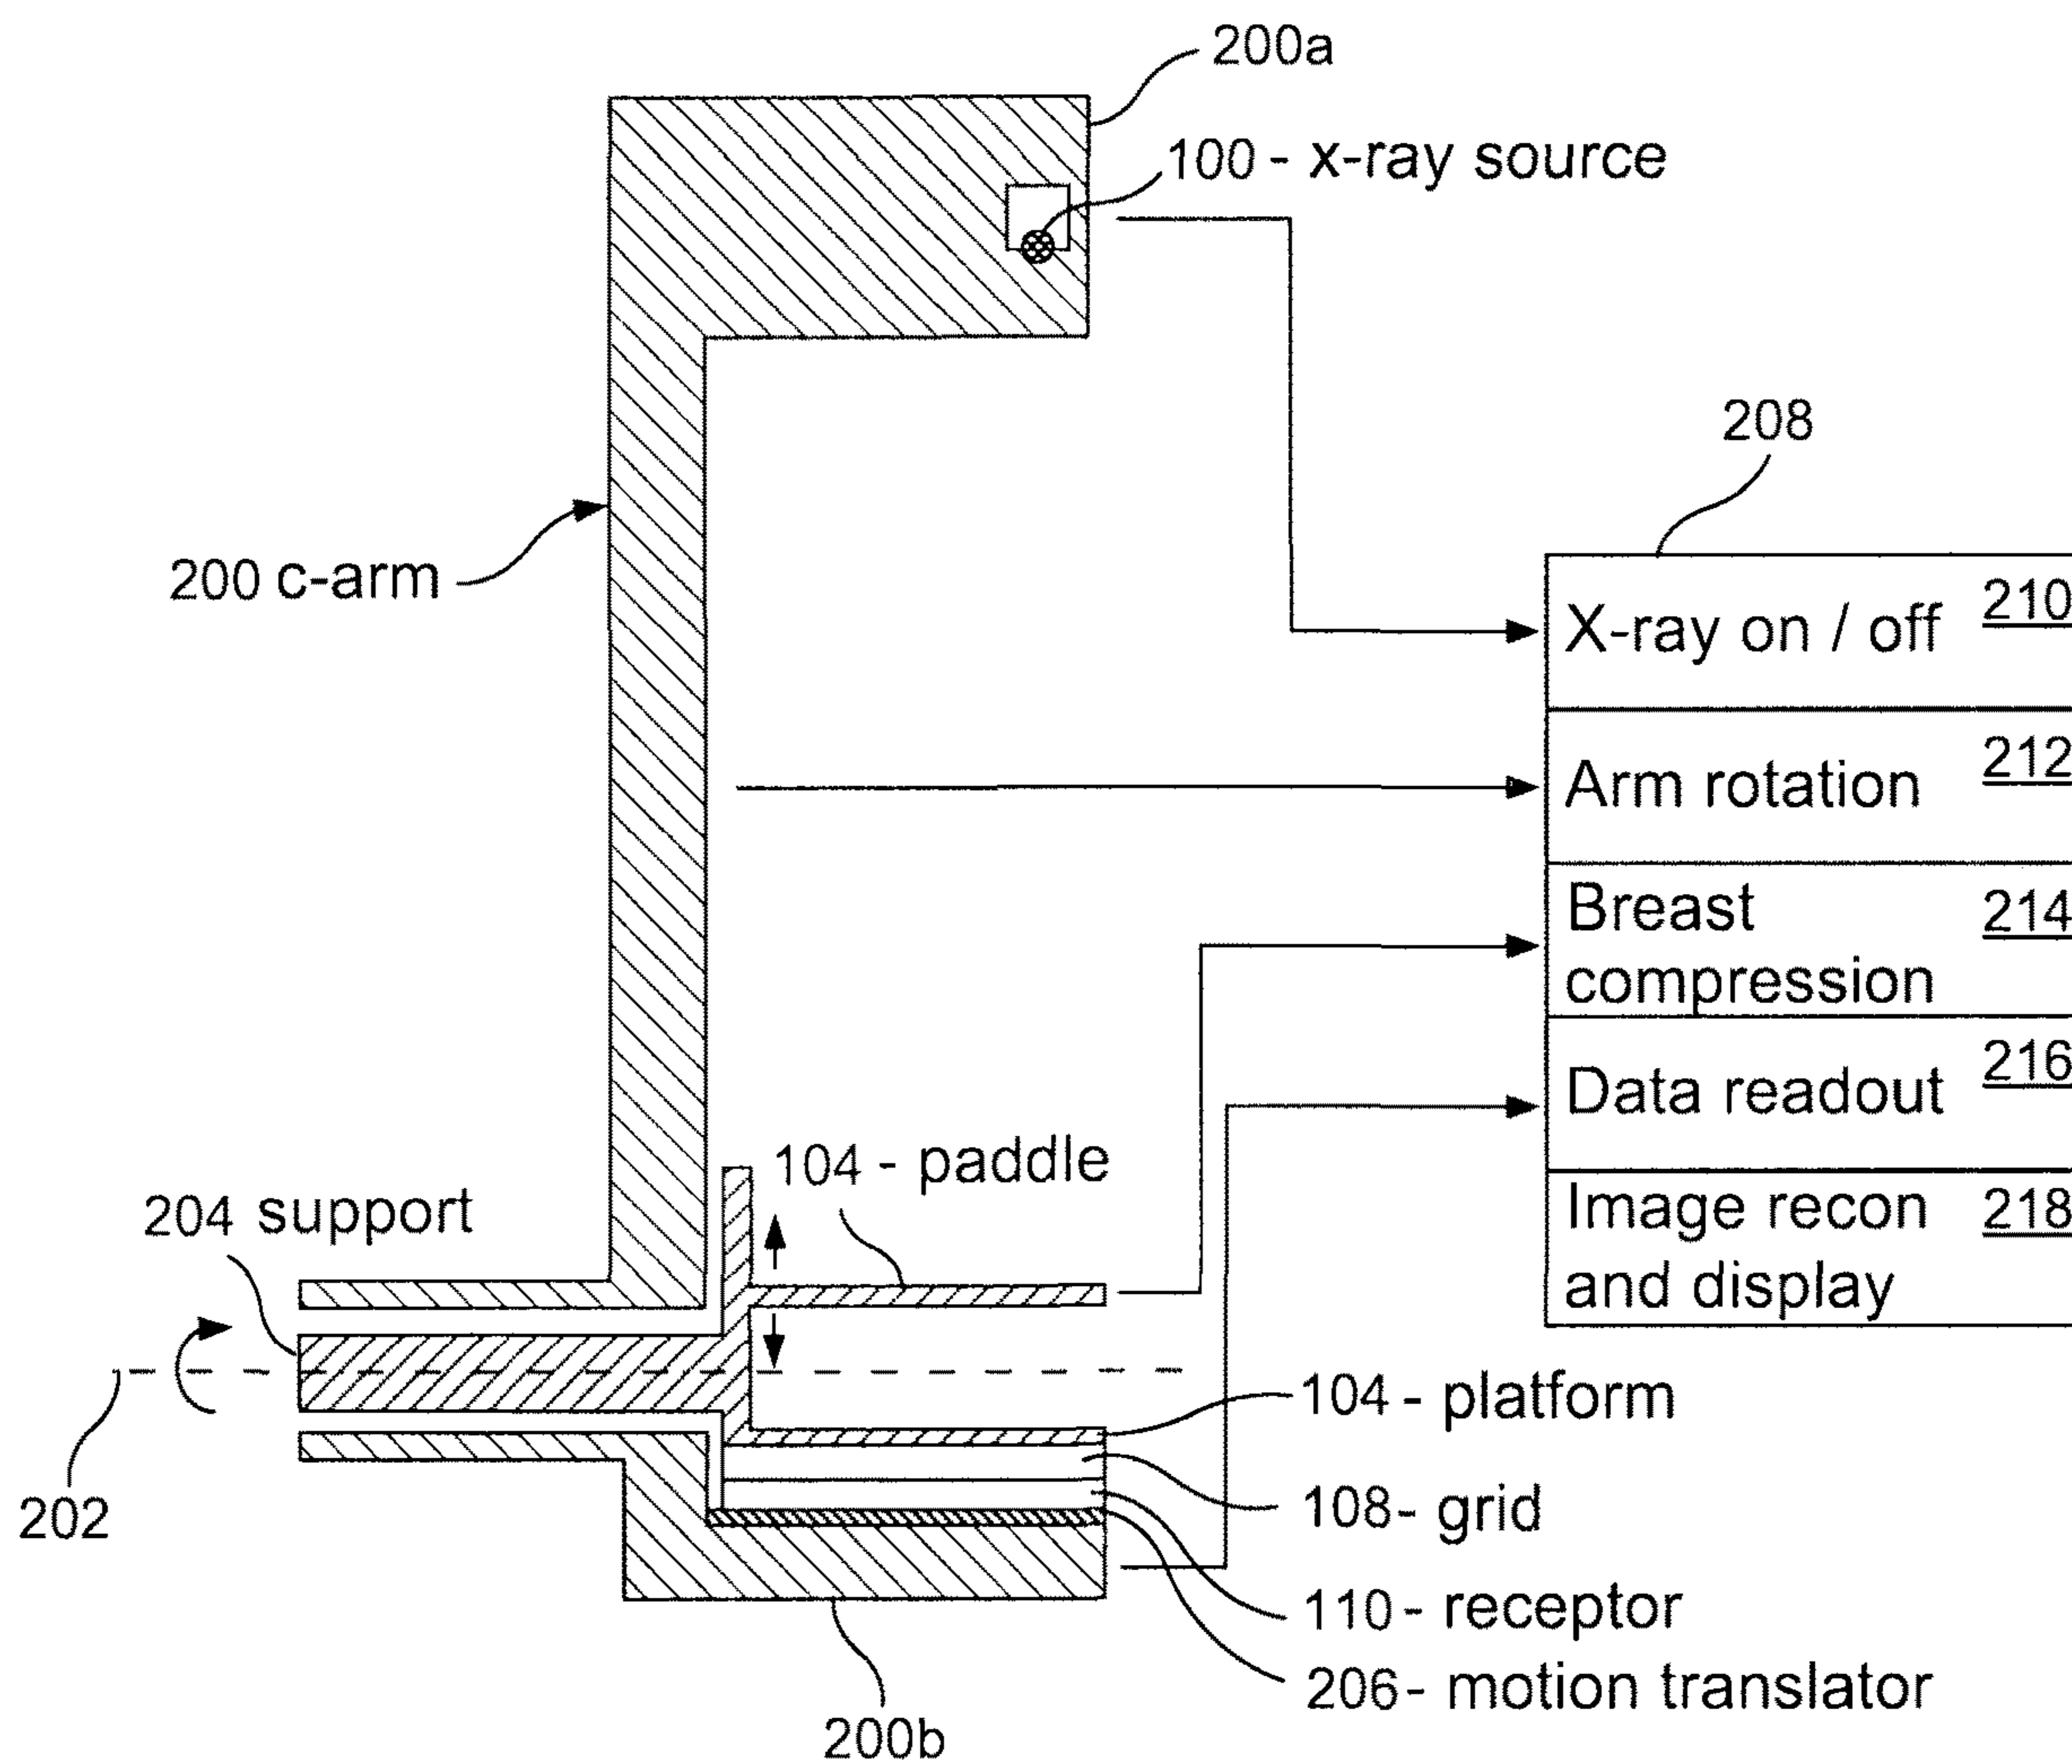 200a
100 - x-ray source
208
200 c-arm
X-ray on / off 210
Arm rotation 212
Breast 214
compression
Data readout 216
104 - paddle
204 support
Image recon 218
and display
104 - platform
202
108- grid
110- receptor
206- motion translator
200b